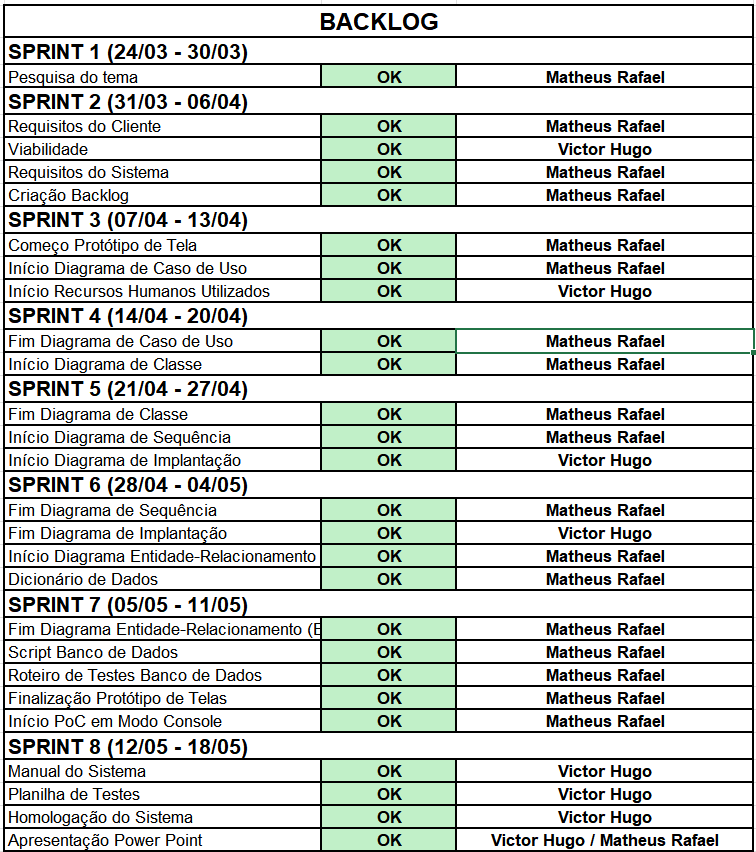 BACKLOG
SPRINT 1 (24/03 - 30/03)
Pesquisa do tema OK Matheus Rafael
SPRINT 2 (31/03 - 06/04)
Requisitos do Cliente OK Matheus Rafael
Viabilidade OK Victor Hugo
Requisitos do Sistema OK Matheus Rafael
Criação Backlog OK Matheus Rafael
SPRINT 3 (07/04 - 13/04)
Começo Protótipo de Tela OK Matheus Rafael
Início Diagrama de Caso de Uso OK Matheus Rafael
Início Recursos Humanos Utilizados OK Victor Hugo
SPRINT 4 (14/04 - 20/04)
Fim Diagrama de Caso de Uso OK Matheus Rafael
Início Diagrama de Classe OK Matheus Rafael
SPRINT 5 (21/04 - 27/04)
Fim Diagrama de Classe OK Matheus Rafael
Início Diagrama de Sequência OK Matheus Rafael
Início Diagrama de Implantação OK Victor Hugo
SPRINT 6 (28/04 - 04/05)
Fim Diagrama de Sequência OK Matheus Rafael
Fim Diagrama de Implantação OK Victor Hugo
Início Diagrama Entidade-Relacionamento OK Matheus Rafael
Dicionário de Dados OK Matheus Rafael
SPRINT 7 (05/05 - 11/05)
Fim Diagrama Entidade-Relacionamento (E OK Matheus Rafael
Script Banco de Dados OK Matheus Rafael
Roteiro de Testes Banco de Dados OK Matheus Rafael
Finalização Protótipo de Telas OK Matheus Rafael
Início PoC em Modo Console OK Matheus Rafael
SPRINT 8 (12/05 - 18/05)
Manual do Sistema OK Victor Hugo
Planilha de Testes OK Victor Hugo
Homologação do Sistema OK Victor Hugo
Apresentação Power Point OK Victor Hugo / Matheus Rafael